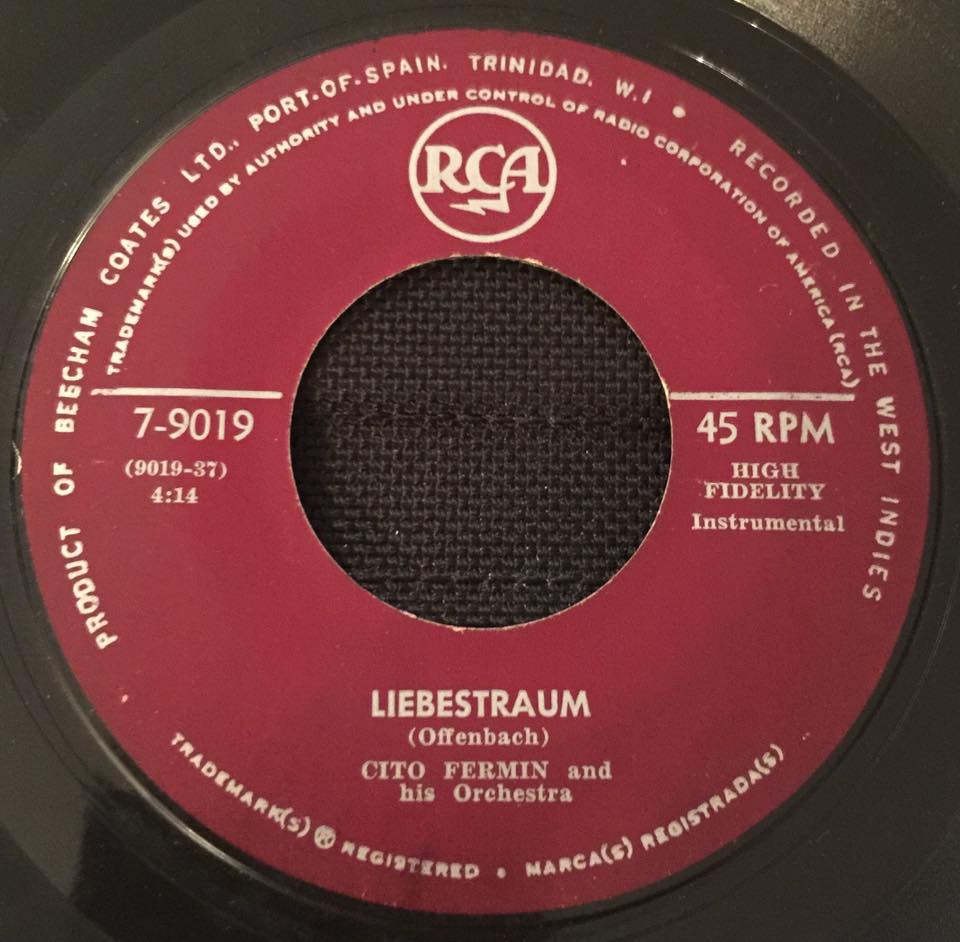 PRODUCT OF BEECHAM COATES LTD., PORT.OF.SPAIN. TRINIDAD. W.I • RECORDED IN THE WEST INDIES
TRADEMARK(S) USED BY AUTHORITY AND UNDER CONTROL OF RADIO CORPORATION OF AMERICA (RCA)
RCA
7-9019
(9019-37)
4:14
45 RPM
HIGH
FIDELITY
Instrumental
LIEBESTRAUM
(Offenbach)
CITO FERMIN and
his Orchestra
TRADEMARK(S) ® REGISTERED • MARCA(S) REGISTRADA(S)